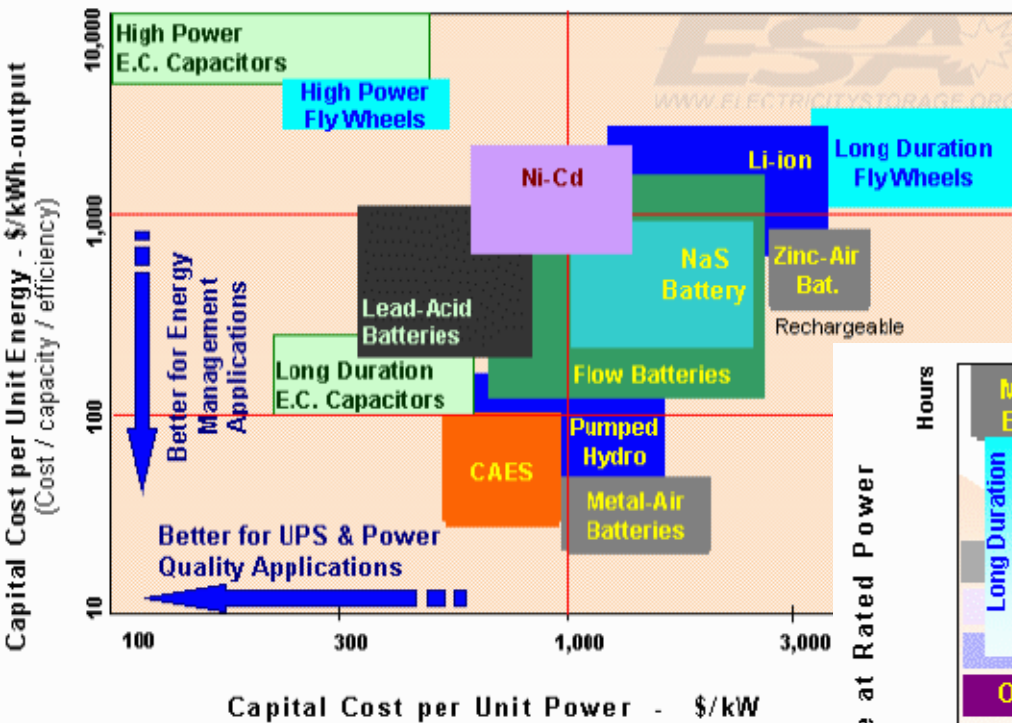 High Power
E.C. Capacitors
High Power
Fly Wheels
ESA
WWW.ELECTRICITYSTORAGE.ORG
Ni-Cd
Li-ion
Long Duration
Fly Wheels
NaS
Battery
Zinc-Air
Bat.
Rechargeable
Lead-Acid
Batteries
Long Duration
E.C. Capacitors
Flow Batteries
CAES
Pumped
Hydro
Metal-Air
Batteries
Better for Energy
Management
Applications
Better for UPS & Power
Quality Applications
Capital Cost per Unit Energy - $/kWh-output
(Cost / capacity / efficiency)
10,000
1,000
100
10
100
300
1,000
3,000
Capital Cost per Unit Power - $/kW
Hours
at Rated Power
Long Duration